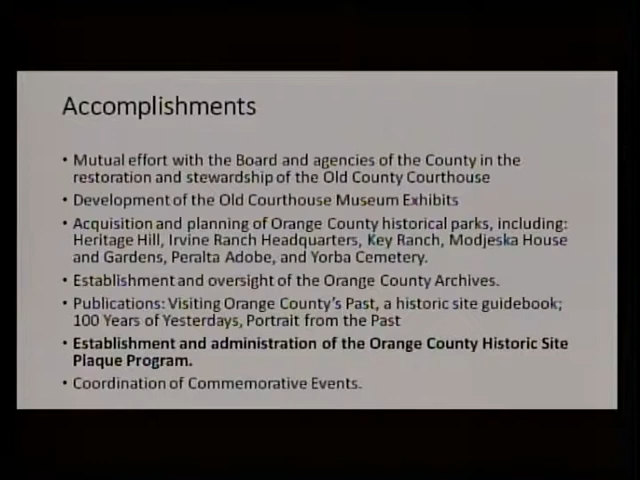 Accomplishments
• Mutual effort with the Board and agencies of the County in the
restoration and stewardship of the Old County Courthouse
• Development of the Old Courthouse Museum Exhibits
• Acquisition and planning of Orange County historical parks, including:
Heritage Hill, Irvine Ranch Headquarters, Key Ranch, Modjeska House
and Gardens, Peralta Adobe, and Yorba Cemetery.
• Establishment and oversight of the Orange County Archives.
• Publications: Visiting Orange County's Past, a historic site guidebook;
100 Years of Yesterdays, Portrait from the Past
• Establishment and administration of the Orange County Historic Site
Plaque Program.
• Coordination of Commemorative Events.